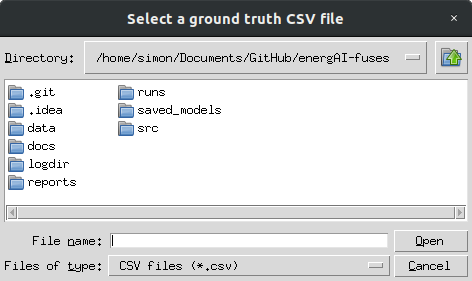 Select a ground truth CSV file
Directory: /home/simon/Documents/GitHub/energAI-fuses
.git runs
.idea saved_models
data src
docs
logdir
reports
File name: Open
Files of type: CSV files (*.csv) Cancel